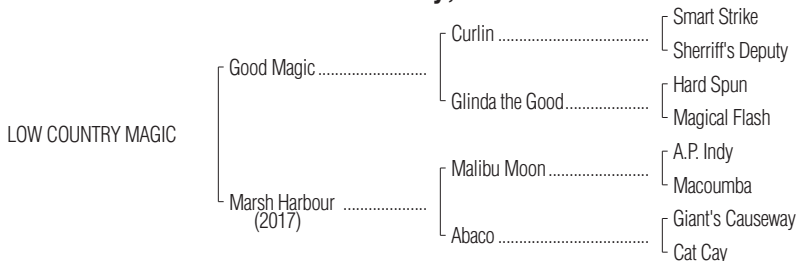 Smart Strike
Curlin
Sherriff's Deputy
Good Magic
Hard Spun
Glinda the Good
Magical Flash
LOW COUNTRY MAGIC
A.P. Indy
Malibu Moon
Macoumba
Marsh Harbour
(2017)
Giant's Causeway
Abaco
Cat Cay